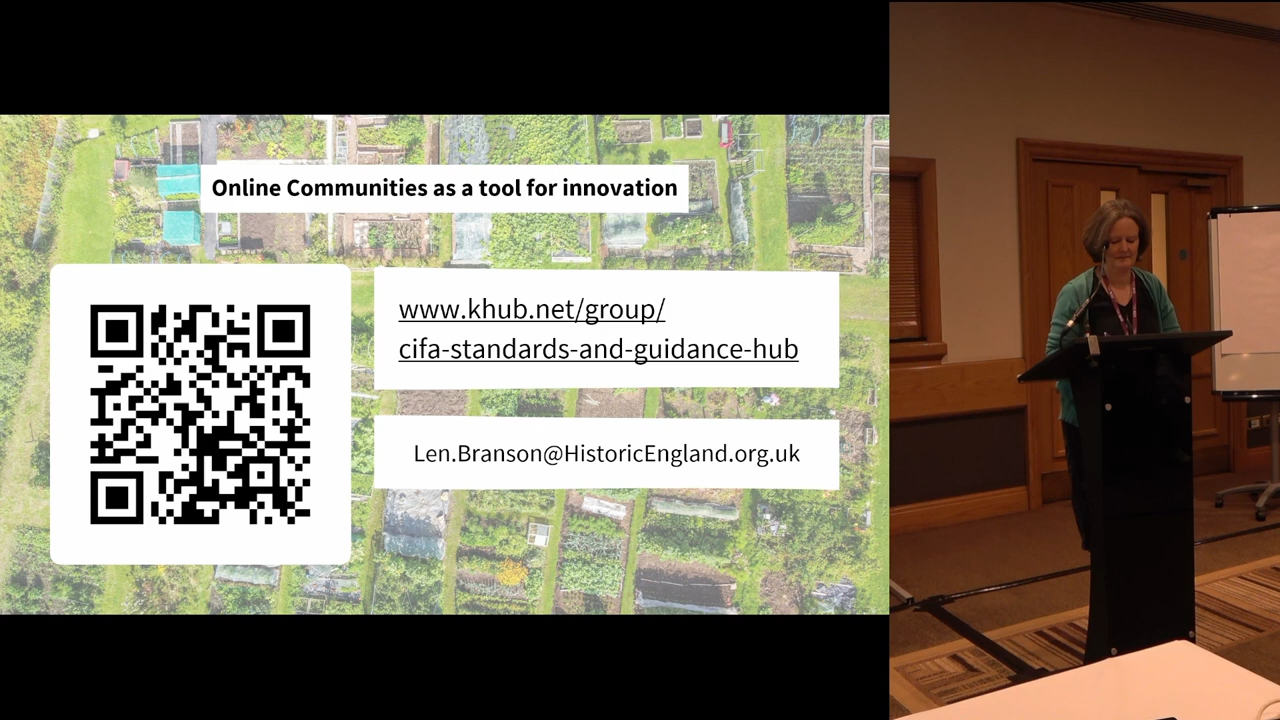 Online Communities as a tool for innovation
www.khub.net/group/
cifa-standards-and-guidance-hub
Len.Branson@HistoricEngland.org.uk